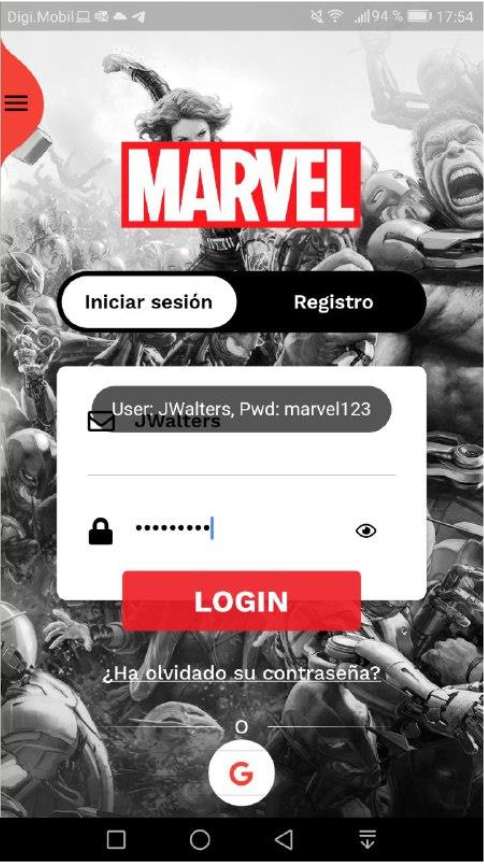 Digi.Mobil 94 % 17:54
MARVEL
Iniciar sesión Registro
User: JWalters, Pwd: marvel123
JWalters
•••••••••
LOGIN
¿Ha olvidado su contraseña?
O
G